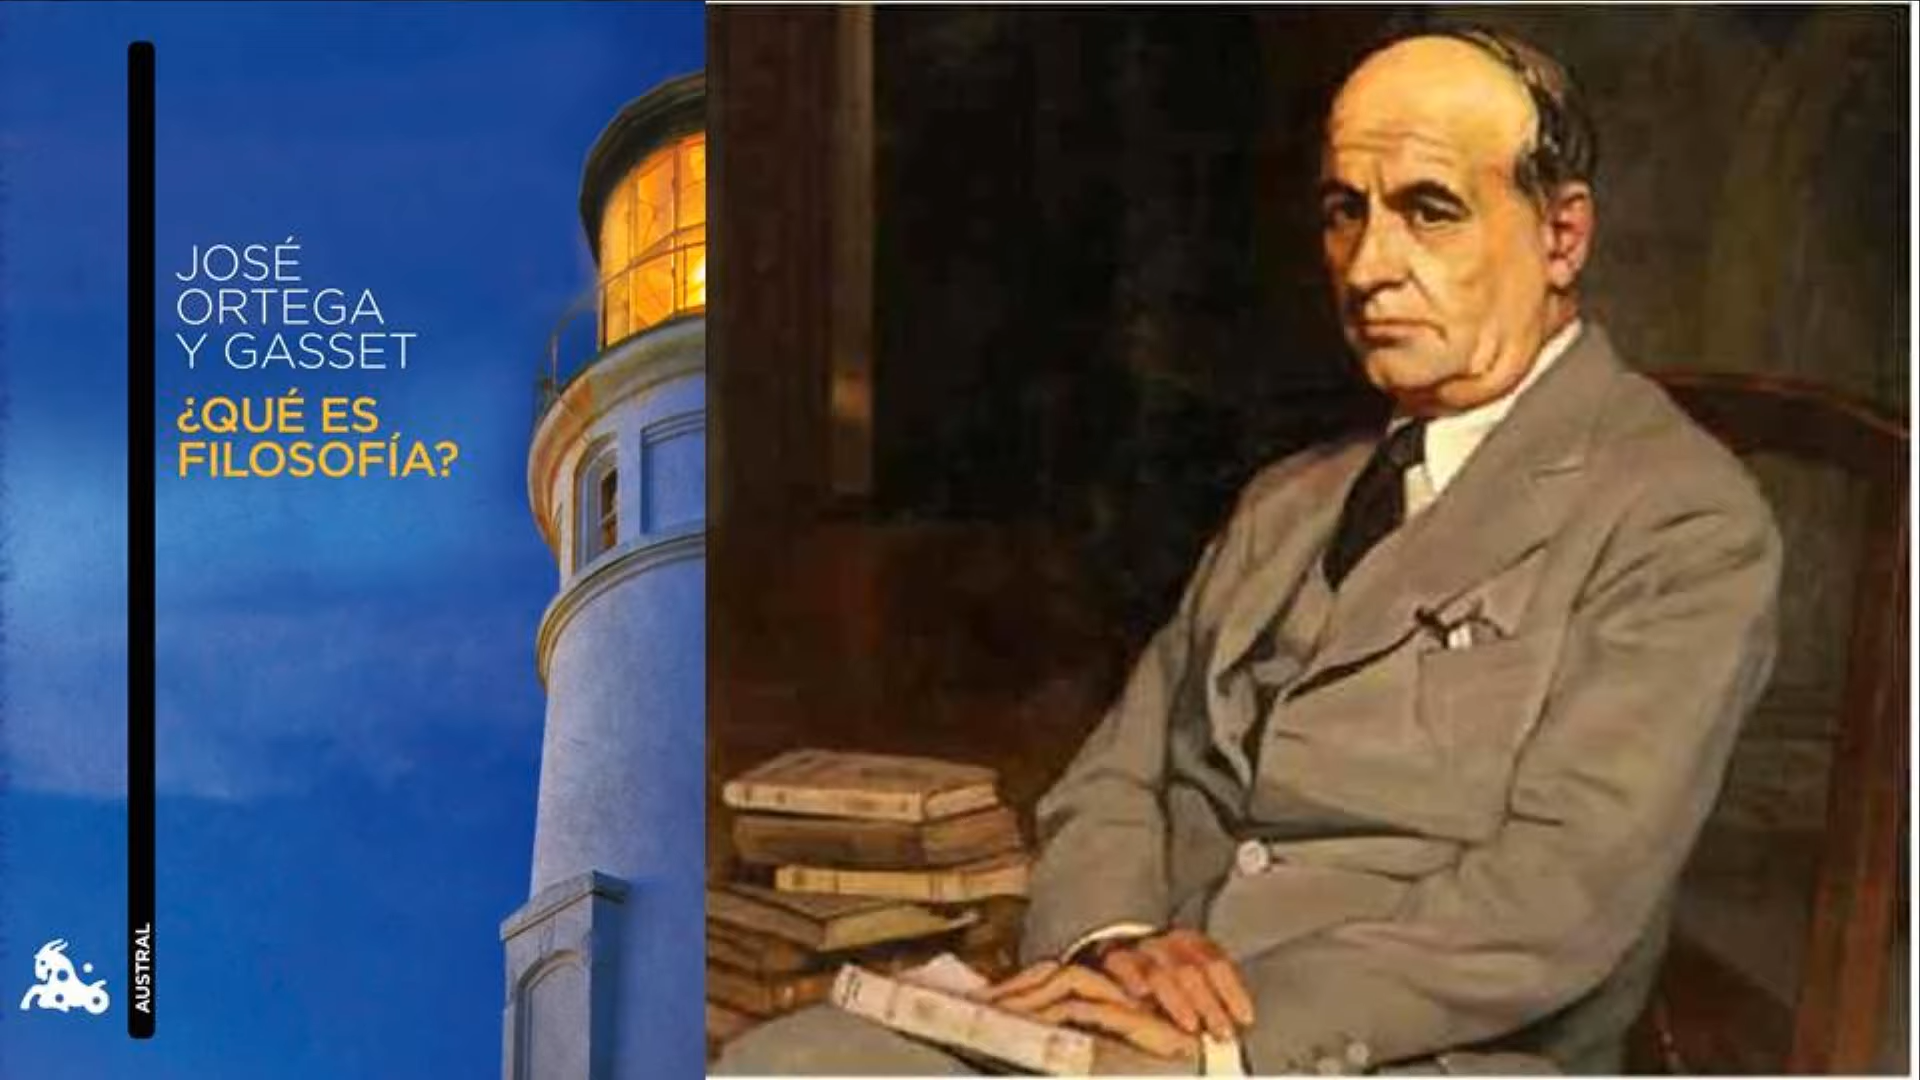 JOSÉ
ORTEGA
Y GASSET
¿QUÉ ES
FILOSOFÍA?
AUSTRAL